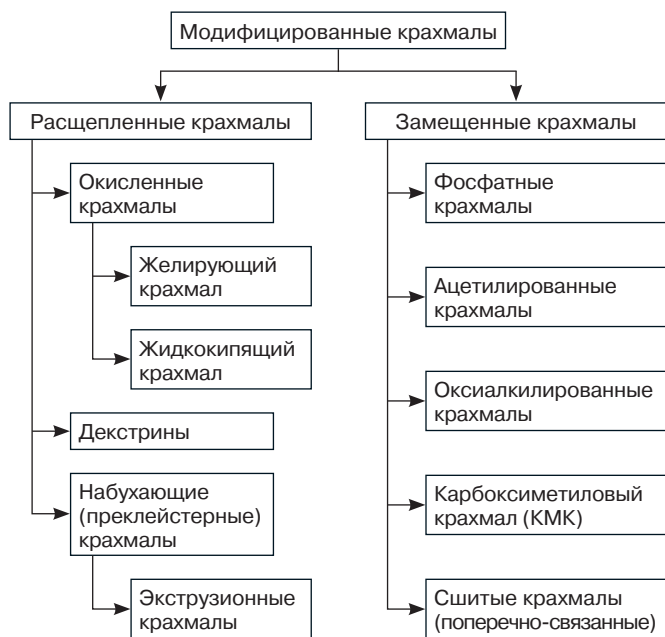 Модифицированные крахмалы
Расщепленные крахмалы
Окисленные
крахмалы
Желирующий
крахмал
Жидкокипящий
крахмал
Декстрины
Набухающие
(преклейстерные)
крахмалы
Экструзионные
крахмалы
Замещенные крахмалы
Фосфатные
крахмалы
Ацетилированные
крахмалы
Оксиалкилированные
крахмалы
Карбоксиметиловый
крахмал (КМК)
Сшитые крахмалы
(поперечно-связанные)